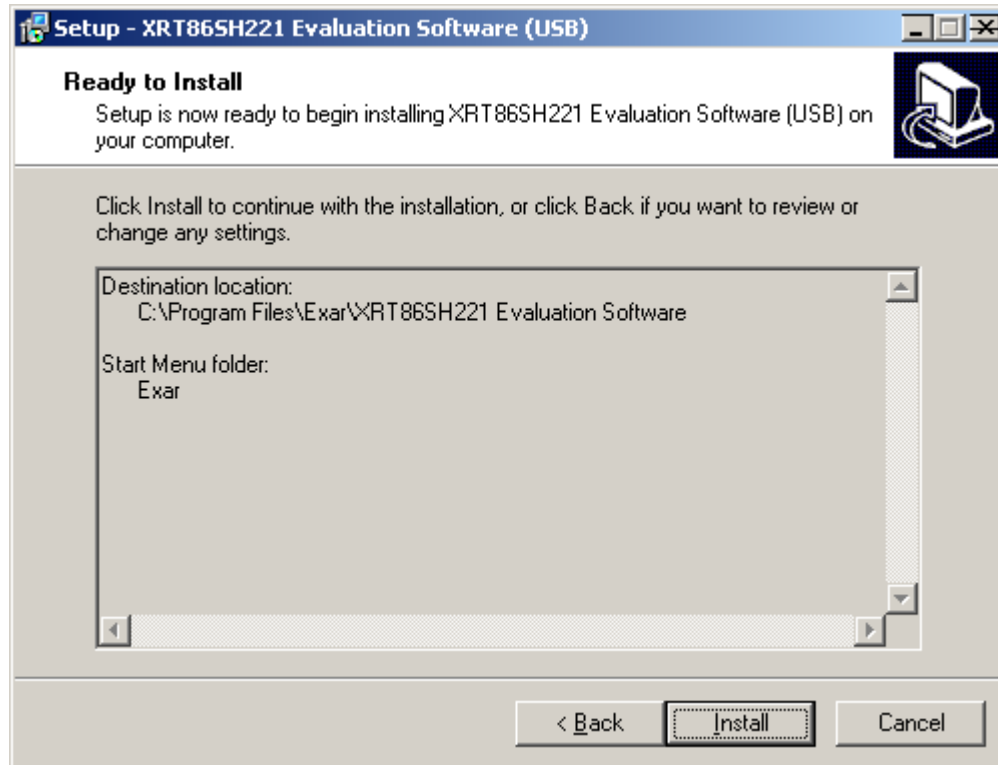 Setup - XRT86SH221 Evaluation Software (USB)
Ready to Install
Setup is now ready to begin installing XRT86SH221 Evaluation Software (USB) on
your computer.
Click Install to continue with the installation, or click Back if you want to review or
change any settings.
Destination location:
C:\Program Files\Exar\XRT86SH221 Evaluation Software
Start Menu folder:
Exar
< Back
Install
Cancel